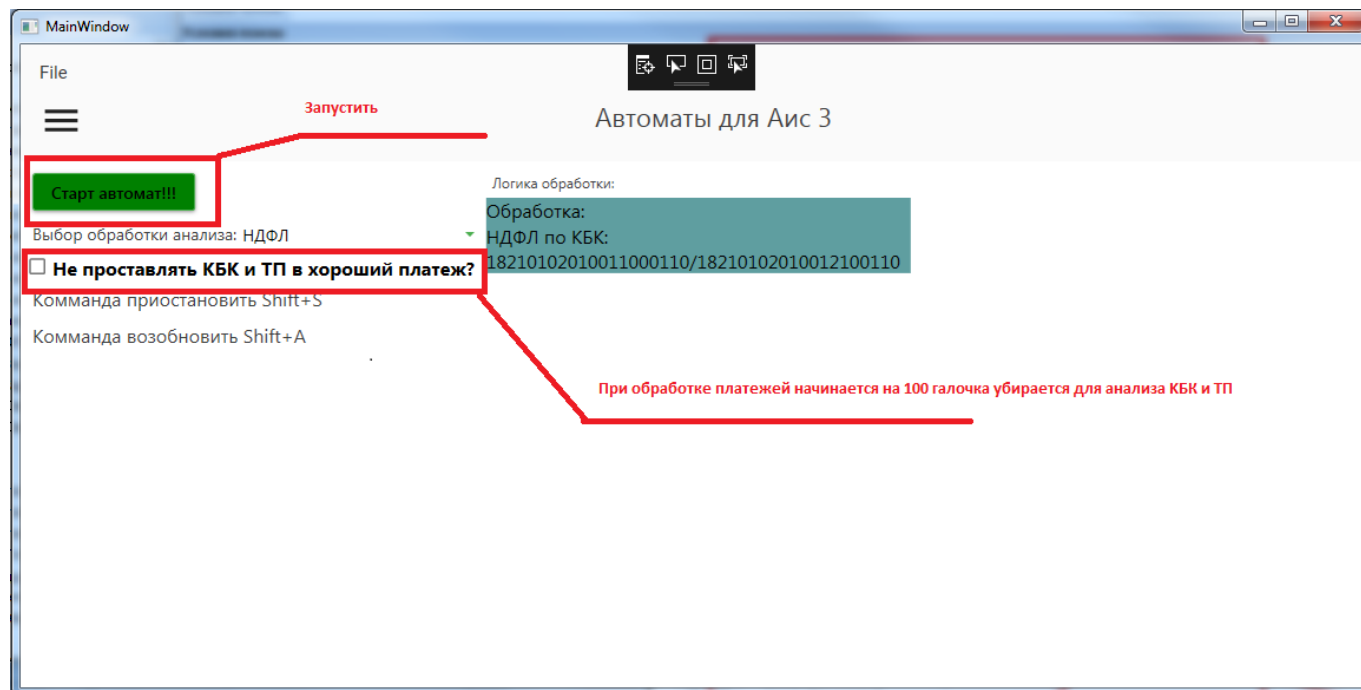 MainWindow
File
Запустить
Автоматы для Аис 3
Старт автомат!!!
Логика обработки:
Обработка:
Выбор обработки анализа: НДФЛ
НДФЛ по КБК:
18210102010011000110/18210102010012100110
Не проставлять КБК и ТП в хороший платеж?
Комманда приостановить Shift+S
Комманда возобновить Shift+A
При обработке платежей начинается на 100 галочка убирается для анализа КБК и ТП